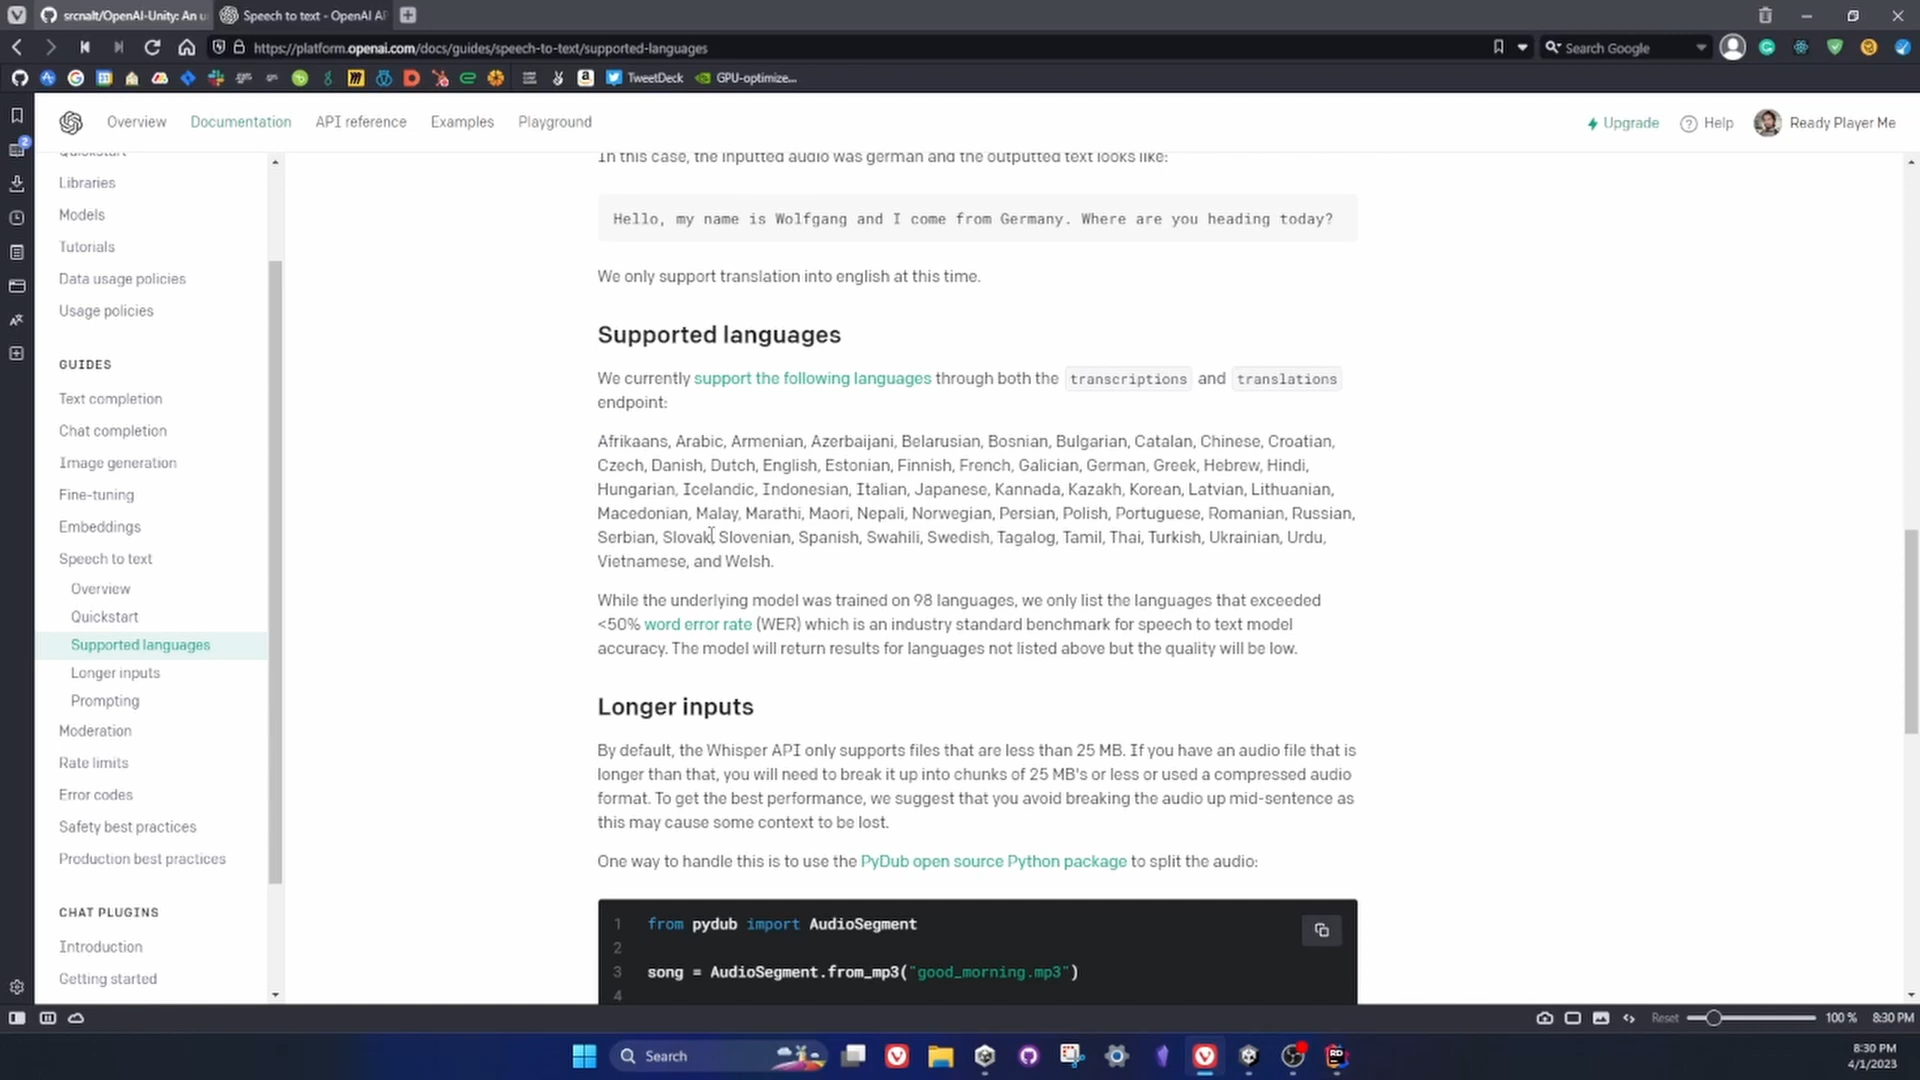 srcnalt/OpenAI-Unity: An u
Speech to text - OpenAI AP
https://platform.openai.com/docs/guides/speech-to-text/supported-languages
Search Google
TweetDeck
GPU-optimize...
2
Overview
Documentation
API reference
Examples
Playground
Upgrade
Help
Ready Player Me
Quickstart
Libraries
Models
Tutorials
Data usage policies
Usage policies
GUIDES
Text completion
Chat completion
Image generation
Fine-tuning
Embeddings
Speech to text
Overview
Quickstart
Supported languages
Longer inputs
Prompting
Moderation
Rate limits
Error codes
Safety best practices
Production best practices
CHAT PLUGINS
Introduction
Getting started
In this case, the inputted audio was german and the outputted text looks like:
Hello, my name is Wolfgang and I come from Germany. Where are you heading today?
We only support translation into english at this time.
Supported languages
We currently support the following languages through both the transcriptions and translations
endpoint:
Afrikaans, Arabic, Armenian, Azerbaijani, Belarusian, Bosnian, Bulgarian, Catalan, Chinese, Croatian,
Czech, Danish, Dutch, English, Estonian, Finnish, French, Galician, German, Greek, Hebrew, Hindi,
Hungarian, Icelandic, Indonesian, Italian, Japanese, Kannada, Kazakh, Korean, Latvian, Lithuanian,
Macedonian, Malay, Marathi, Maori, Nepali, Norwegian, Persian, Polish, Portuguese, Romanian, Russian,
Serbian, Slovak, Slovenian, Spanish, Swahili, Swedish, Tagalog, Tamil, Thai, Turkish, Ukrainian, Urdu,
Vietnamese, and Welsh.
While the underlying model was trained on 98 languages, we only list the languages that exceeded
<50% word error rate (WER) which is an industry standard benchmark for speech to text model
accuracy. The model will return results for languages not listed above but the quality will be low.
Longer inputs
By default, the Whisper API only supports files that are less than 25 MB. If you have an audio file that is
longer than that, you will need to break it up into chunks of 25 MB's or less or used a compressed audio
format. To get the best performance, we suggest that you avoid breaking the audio up mid-sentence as
this may cause some context to be lost.
One way to handle this is to use the PyDub open source Python package to split the audio:
1 from pydub import AudioSegment
2
3 song = AudioSegment.from_mp3("good_morning.mp3")
4
Reset
100 %
8:30 PM
Search
RD
8:30 PM
4/1/2023